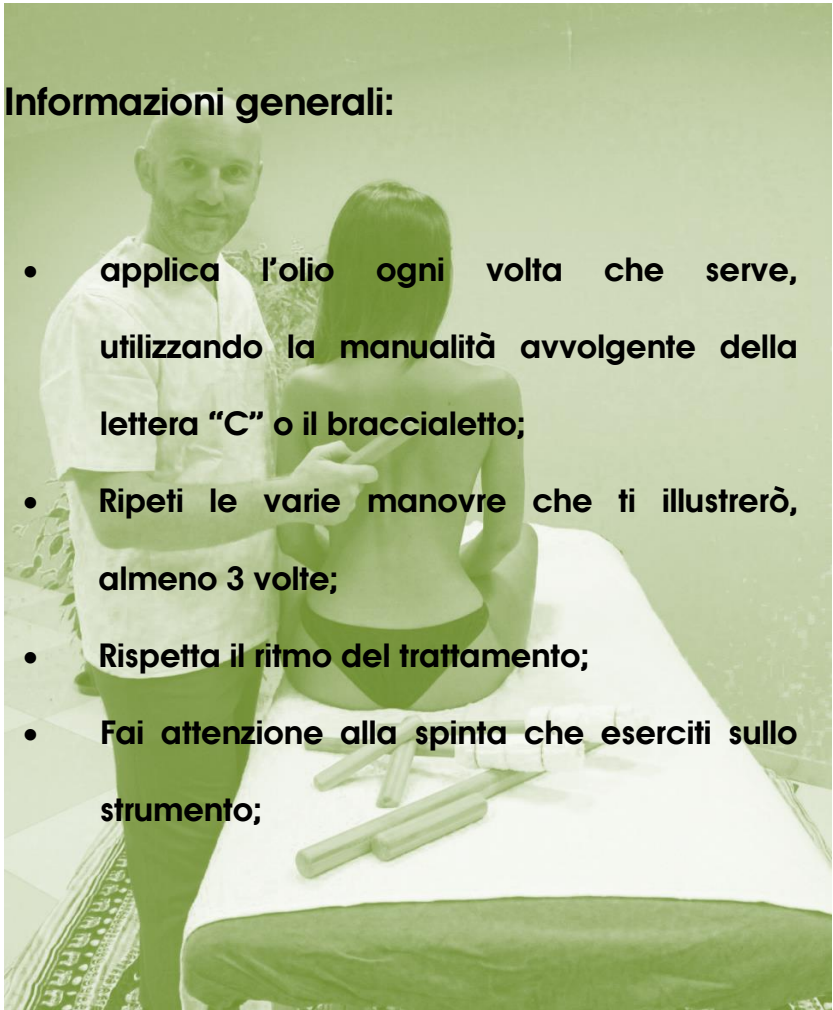 Informazioni generali:
• applica l’olio ogni volta che serve,
utilizzando la manualità avvolgente della
lettera “C” o il braccialetto;
• Ripeti le varie manovre che ti illustrerò,
almeno 3 volte;
• Rispetta il ritmo del trattamento;
• Fai attenzione alla spinta che eserciti sullo
strumento;